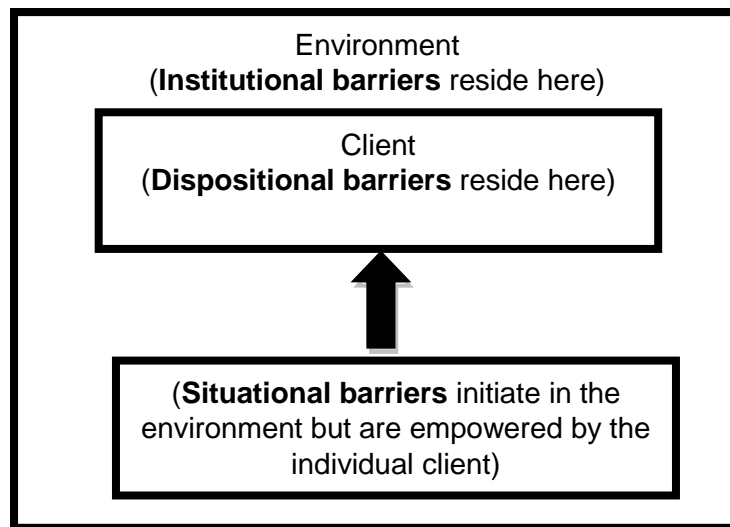 Environment
(Institutional barriers reside here)
Client
(Dispositional barriers reside here)
(Situational barriers initiate in the
environment but are empowered by the
individual client)